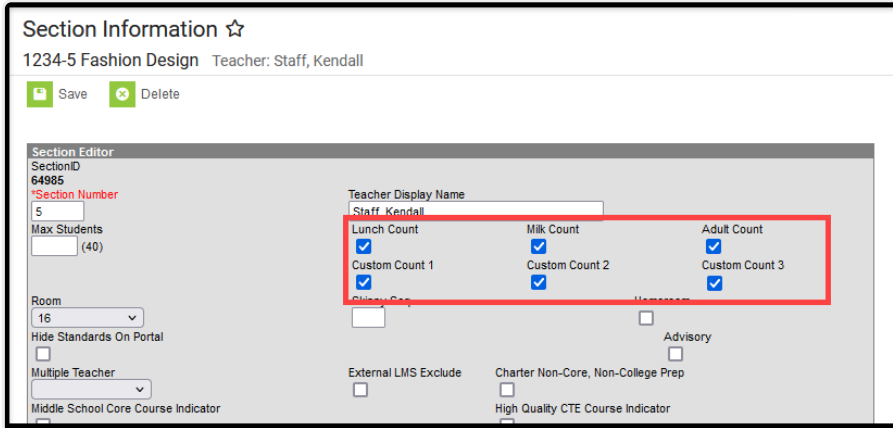 Section Information
1234-5 Fashion Design Teacher: Staff, Kendall
Save Delete
Section Editor
SectionID
64985
*Section Number Teacher Display Name
5 Staff, Kendall
Max Students Lunch Count Milk Count Adult Count
(40)
Custom Count 1 Custom Count 2 Custom Count 3
Room Skinny Seq Homeroom
16
Hide Standards On Portal Advisory
Multiple Teacher External LMS Exclude Charter Non-Core, Non-College Prep
Middle School Core Course Indicator High Quality CTE Course Indicator